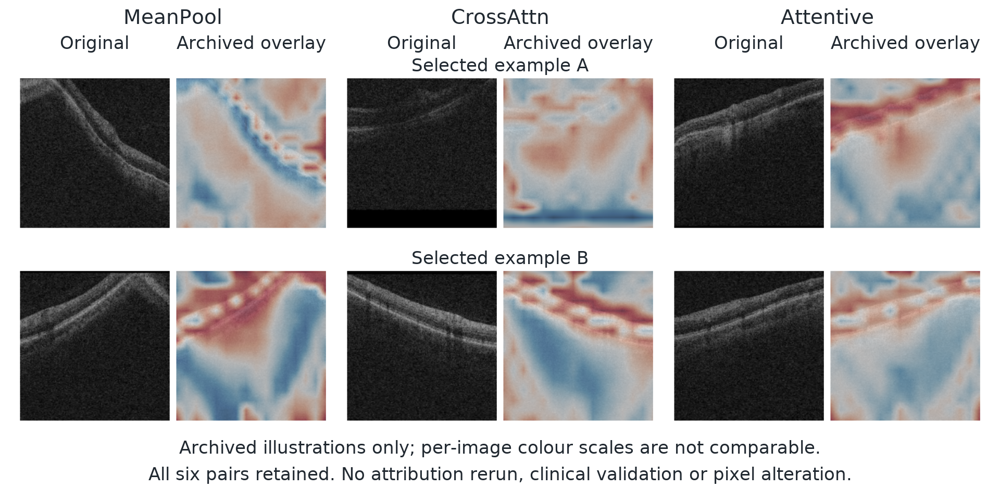 MeanPool CrossAttn Attentive
Original Archived overlay Original Archived overlay Original Archived overlay
Selected example A
Selected example B
Archived illustrations only; per-image colour scales are not comparable.
All six pairs retained. No attribution rerun, clinical validation or pixel alteration.